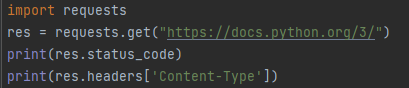 import requests
res = requests.get("https://docs.python.org/3/")
print(res.status_code)
print(res.headers['Content-Type'])